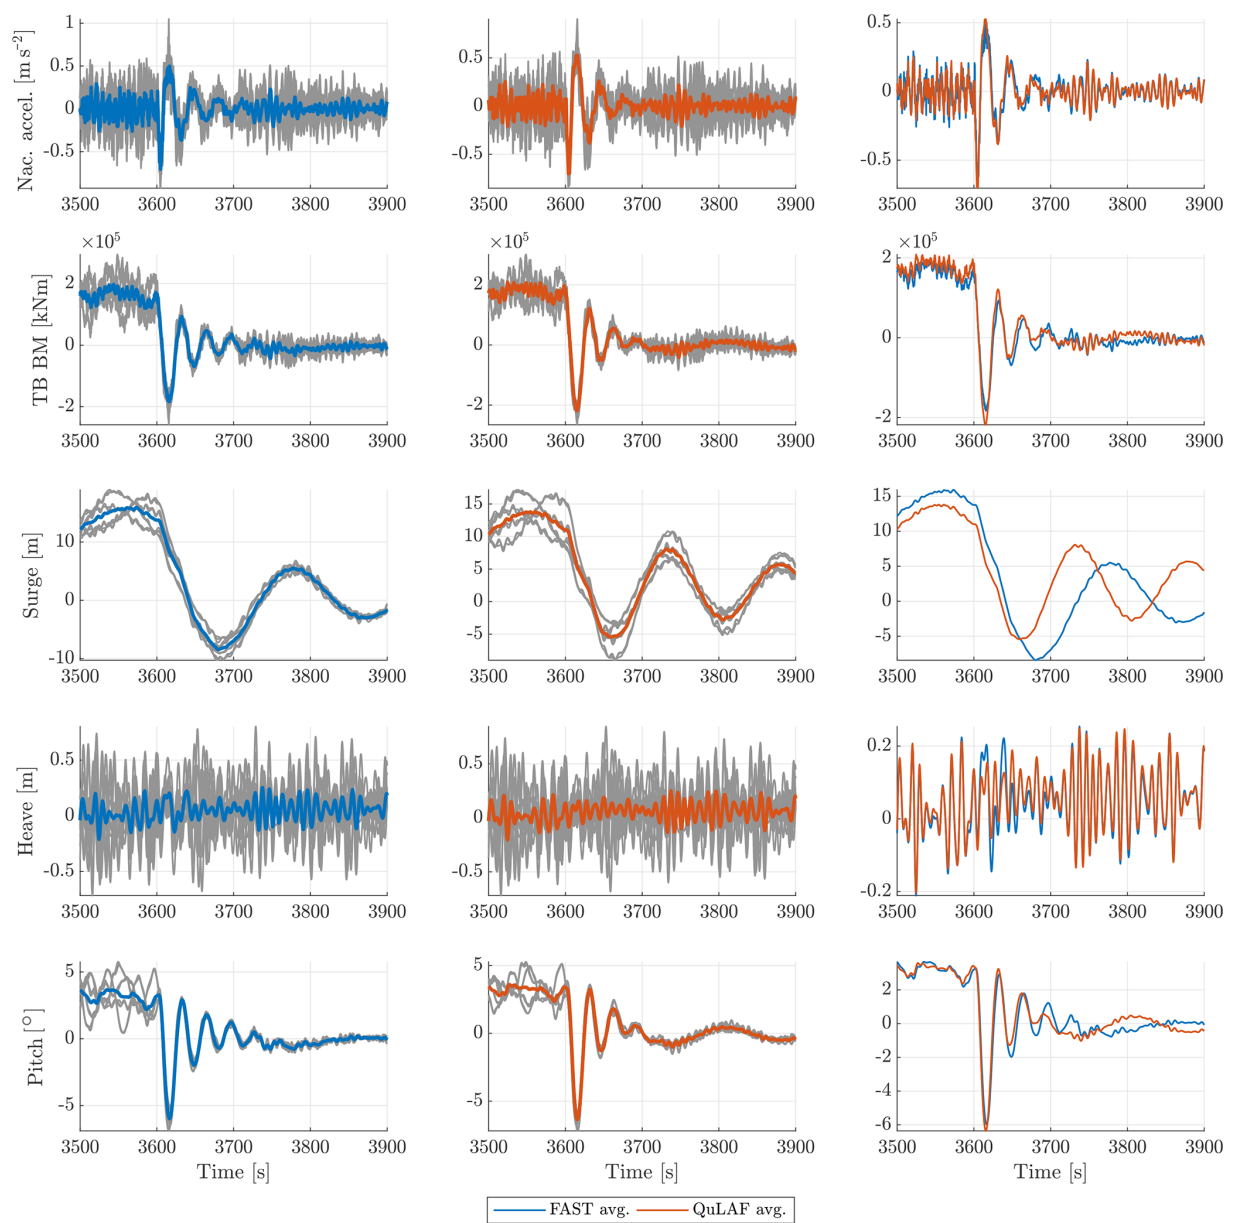 Nac. accel. [m s⁻²]
1
0.5
0
-0.5
3500 3600 3700 3800 3900
0.5
0
-0.5
3500 3600 3700 3800 3900
0.5
0
-0.5
3500 3600 3700 3800 3900
TB BM [kNm]
×10⁵
2
0
-2
3500 3600 3700 3800 3900
×10⁵
2
0
-2
3500 3600 3700 3800 3900
×10⁵
2
0
-2
3500 3600 3700 3800 3900
Surge [m]
10
0
-10
3500 3600 3700 3800 3900
15
10
5
0
-5
3500 3600 3700 3800 3900
15
10
5
0
-5
3500 3600 3700 3800 3900
Heave [m]
0.5
0
-0.5
3500 3600 3700 3800 3900
0.5
0
-0.5
3500 3600 3700 3800 3900
0.2
0
-0.2
3500 3600 3700 3800 3900
Pitch [°]
5
0
-5
3500 3600 3700 3800 3900
Time [s]
5
0
-5
3500 3600 3700 3800 3900
2
0
-2
-4
-6
3500 3600 3700 3800 3900
Time [s]
FAST avg. QuLAF avg.